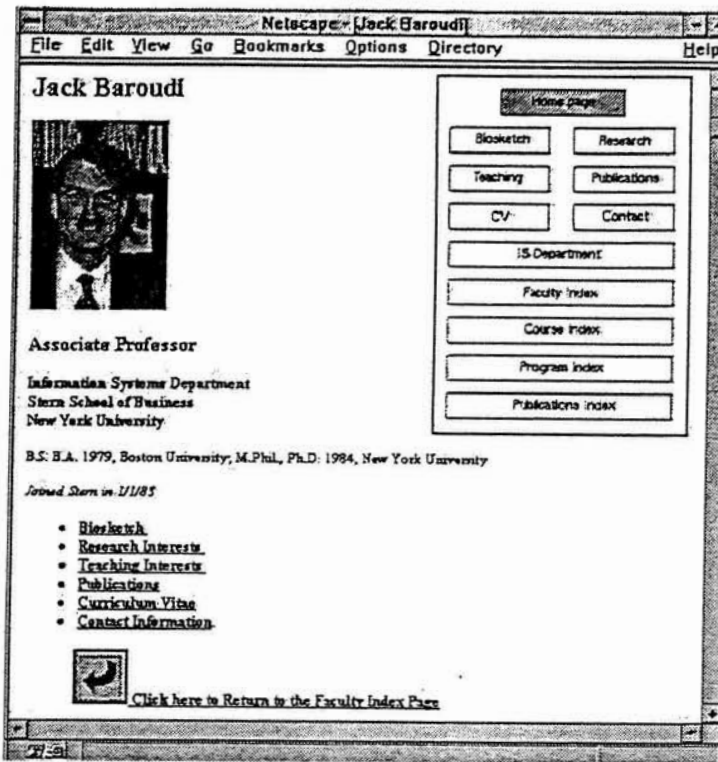 Netscape - [Jack Baroudi]
File Edit View Go Bookmarks Options Directory Help
Jack Baroudi
Home page
Biosketch Research
Teaching Publications
CV Contact
IS Department
Faculty Index
Course Index
Program Index
Publications Index
Associate Professor
Information Systems Department
Stern School of Business
New York University
B.S. B.A. 1979, Boston University; M.Phil., Ph.D. 1984, New York University
Joined Stern in 1/1/85
• Biosketch
• Research Interests
• Teaching Interests
• Publications
• Curriculum Vitae
• Contact Information
Click here to Return to the Faculty Index Page